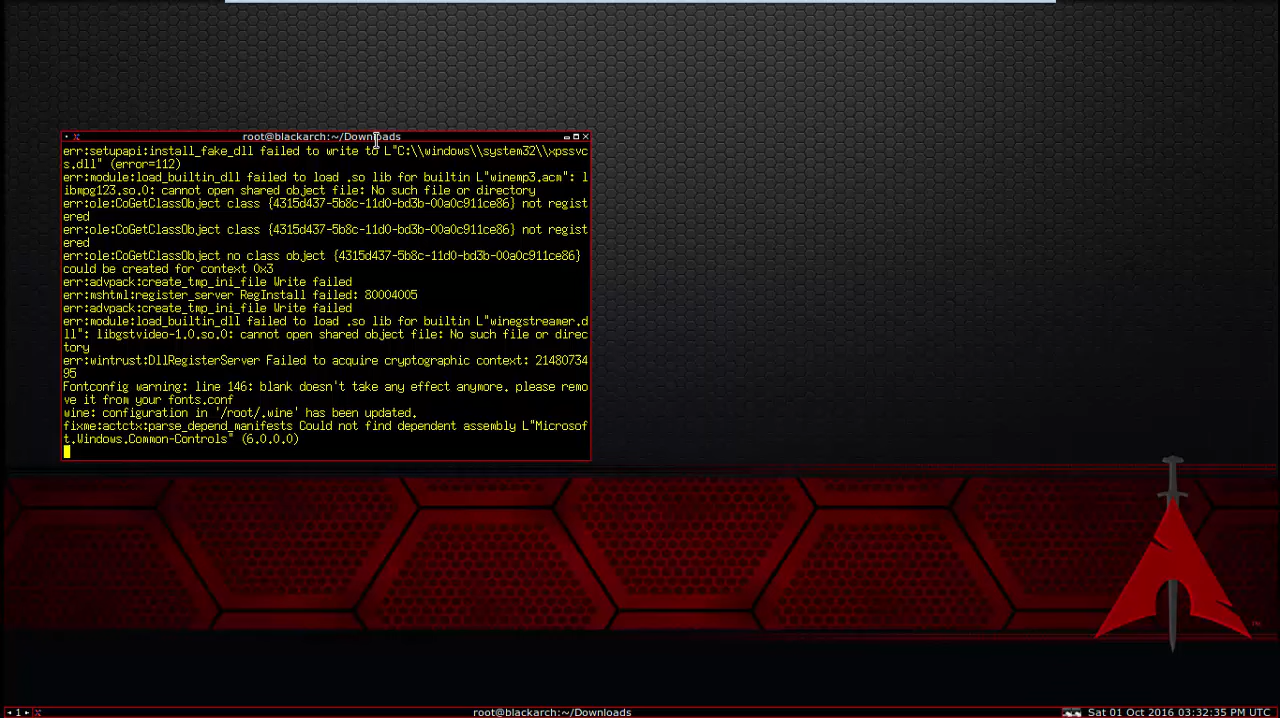 root@blackarch:~/Downloads
err:setupapi:install_fake_dll failed to write to L"C:\\windows\\system32\\xpssvc
s.dll" (error=112)
err:module:load_builtin_dll failed to load .so lib for builtin L"winemp3.acm": l
ibmpg123.so.0: cannot open shared object file: No such file or directory
err:ole:CoGetClassObject class {4315d437-5b8c-11d0-bd3b-00a0c911ce86} not regist
ered
err:ole:CoGetClassObject class {4315d437-5b8c-11d0-bd3b-00a0c911ce86} not regist
ered
err:ole:CoGetClassObject no class object {4315d437-5b8c-11d0-bd3b-00a0c911ce86}
could be created for context 0x3
err:advpack:create_tmp_ini_file Write failed
err:mshtml:register_server RegInstall failed: 80004005
err:advpack:create_tmp_ini_file Write failed
err:module:load_builtin_dll failed to load .so lib for builtin L"winegstreamer.d
ll": libgstvideo-1.0.so.0: cannot open shared object file: No such file or direc
tory
err:wintrust:DllRegisterServer Failed to acquire cryptographic context: 21480734
95
Fontconfig warning: line 146: blank doesn't take any effect anymore. please remo
ve it from your fonts.conf
wine: configuration in '/root/.wine' has been updated.
fixme:actctx:parse_depend_manifests Could not find dependent assembly L"Microsof
t.Windows.Common-Controls" (6.0.0.0)
1
root@blackarch:~/Downloads
Sat 01 Oct 2016 03:32:35 PM UTC